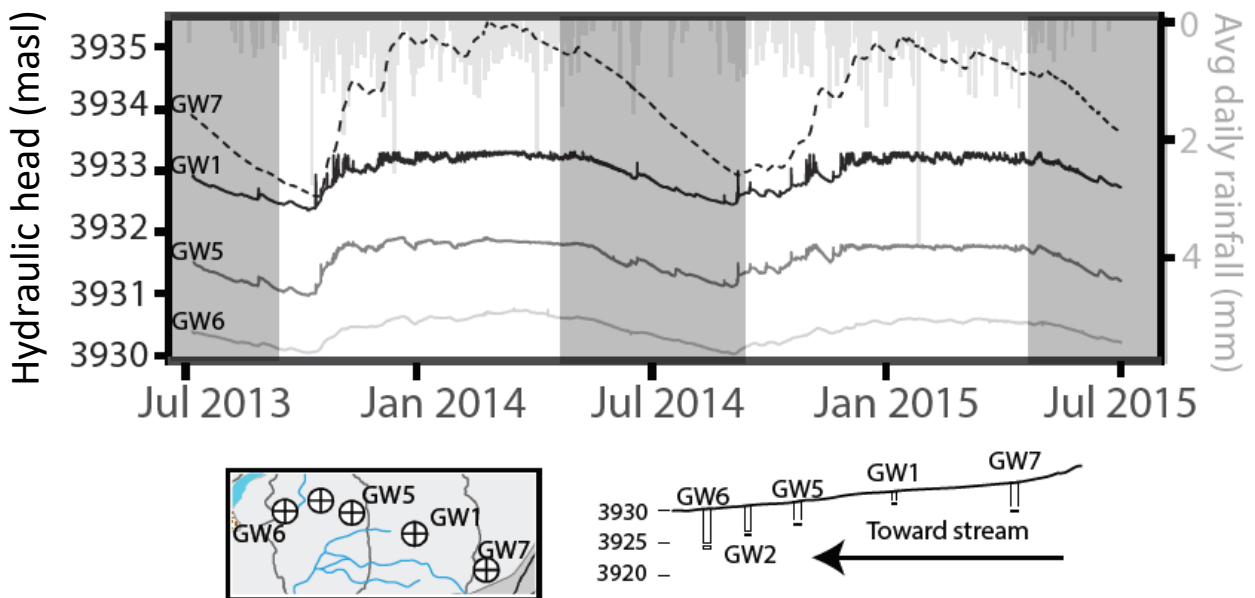 Hydraulic head (masl)
3935
3934
3933
3932
3931
3930
GW7
GW1
GW5
GW6
0
2
4
Avg daily rainfall (mm)
Jul 2013 Jan 2014 Jul 2014 Jan 2015 Jul 2015
GW6
GW5
GW1
GW7
GW6 GW5 GW1 GW7
GW2
3930
3925
3920
Toward stream